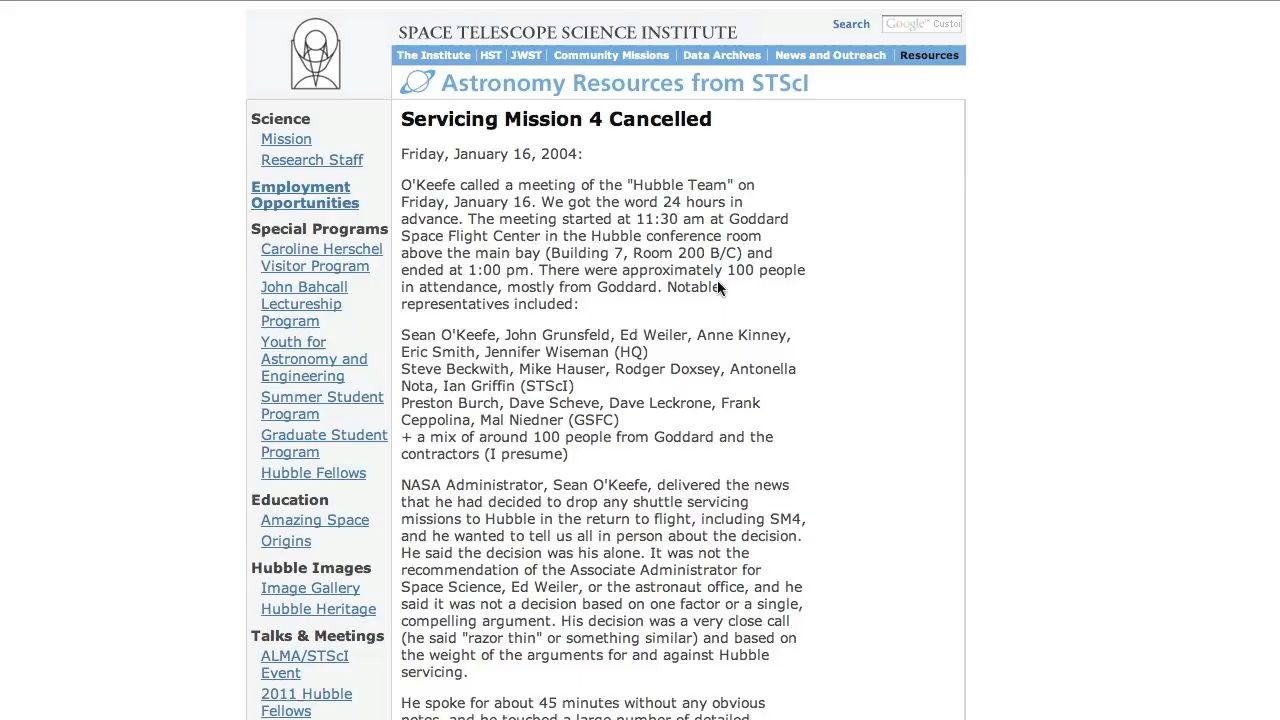 SPACE TELESCOPE SCIENCE INSTITUTE
Search
Google™ Custo
The Institute | HST | JWST | Community Missions | Data Archives | News and Outreach | Resources
Astronomy Resources from STScI
Science
Mission
Research Staff
Employment
Opportunities
Special Programs
Caroline Herschel
Visitor Program
John Bahcall
Lectureship
Program
Youth for
Astronomy and
Engineering
Summer Student
Program
Graduate Student
Program
Hubble Fellows
Education
Amazing Space
Origins
Hubble Images
Image Gallery
Hubble Heritage
Talks & Meetings
ALMA/STScI
Event
2011 Hubble
Fellows
Servicing Mission 4 Cancelled
Friday, January 16, 2004:
O'Keefe called a meeting of the "Hubble Team" on
Friday, January 16. We got the word 24 hours in
advance. The meeting started at 11:30 am at Goddard
Space Flight Center in the Hubble conference room
above the main bay (Building 7, Room 200 B/C) and
ended at 1:00 pm. There were approximately 100 people
in attendance, mostly from Goddard. Notable
representatives included:
Sean O'Keefe, John Grunsfeld, Ed Weiler, Anne Kinney,
Eric Smith, Jennifer Wiseman (HQ)
Steve Beckwith, Mike Hauser, Rodger Doxsey, Antonella
Nota, Ian Griffin (STScI)
Preston Burch, Dave Scheve, Dave Leckrone, Frank
Ceppolina, Mal Niedner (GSFC)
+ a mix of around 100 people from Goddard and the
contractors (I presume)
NASA Administrator, Sean O'Keefe, delivered the news
that he had decided to drop any shuttle servicing
missions to Hubble in the return to flight, including SM4,
and he wanted to tell us all in person about the decision.
He said the decision was his alone. It was not the
recommendation of the Associate Administrator for
Space Science, Ed Weiler, or the astronaut office, and he
said it was not a decision based on one factor or a single,
compelling argument. His decision was a very close call
(he said "razor thin" or something similar) and based on
the weight of the arguments for and against Hubble
servicing.
He spoke for about 45 minutes without any obvious
notes, and he touched a large number of detailed